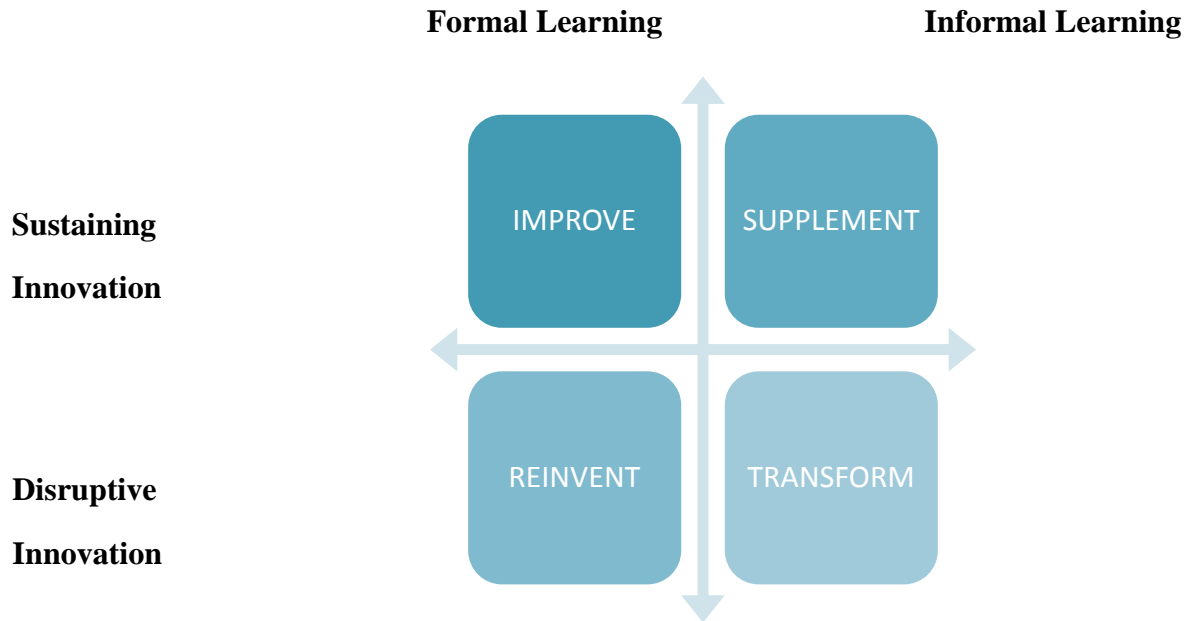 Formal Learning Informal Learning
IMPROVE SUPPLEMENT
Sustaining
Innovation
REINVENT TRANSFORM
Disruptive
Innovation